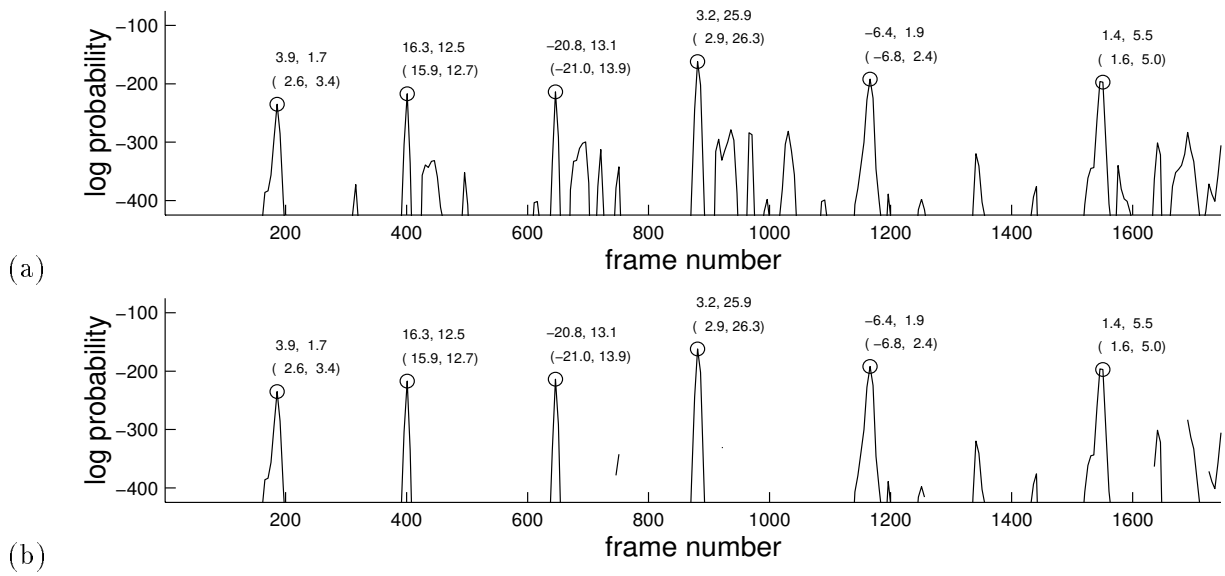 −100
−200
−300
−400
log probability
3.9, 1.7
( 2.6, 3.4)
16.3, 12.5
( 15.9, 12.7)
−20.8, 13.1
(−21.0, 13.9)
3.2, 25.9
( 2.9, 26.3)
−6.4, 1.9
(−6.8, 2.4)
1.4, 5.5
( 1.6, 5.0)
200 400 600 800 1000 1200 1400 1600
frame number
(a)
−100
−200
−300
−400
log probability
3.9, 1.7
( 2.6, 3.4)
16.3, 12.5
( 15.9, 12.7)
−20.8, 13.1
(−21.0, 13.9)
3.2, 25.9
( 2.9, 26.3)
−6.4, 1.9
(−6.8, 2.4)
1.4, 5.5
( 1.6, 5.0)
200 400 600 800 1000 1200 1400 1600
frame number
(b)